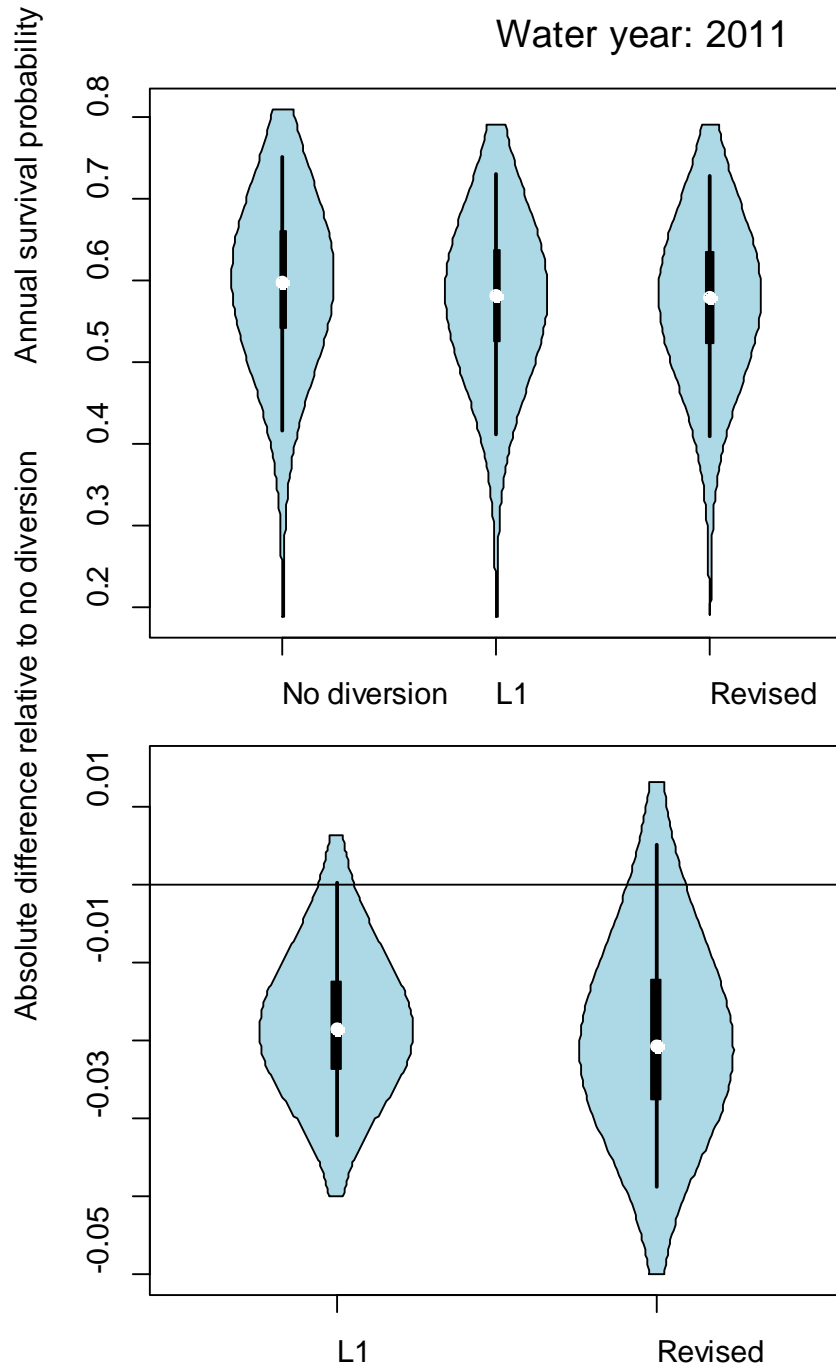 Water year: 2011
Annual survival probability
0.8
0.7
0.6
0.5
0.4
0.3
0.2
No diversion L1 Revised
Absolute difference relative to no diversion
0.01
-0.01
-0.03
-0.05
L1 Revised